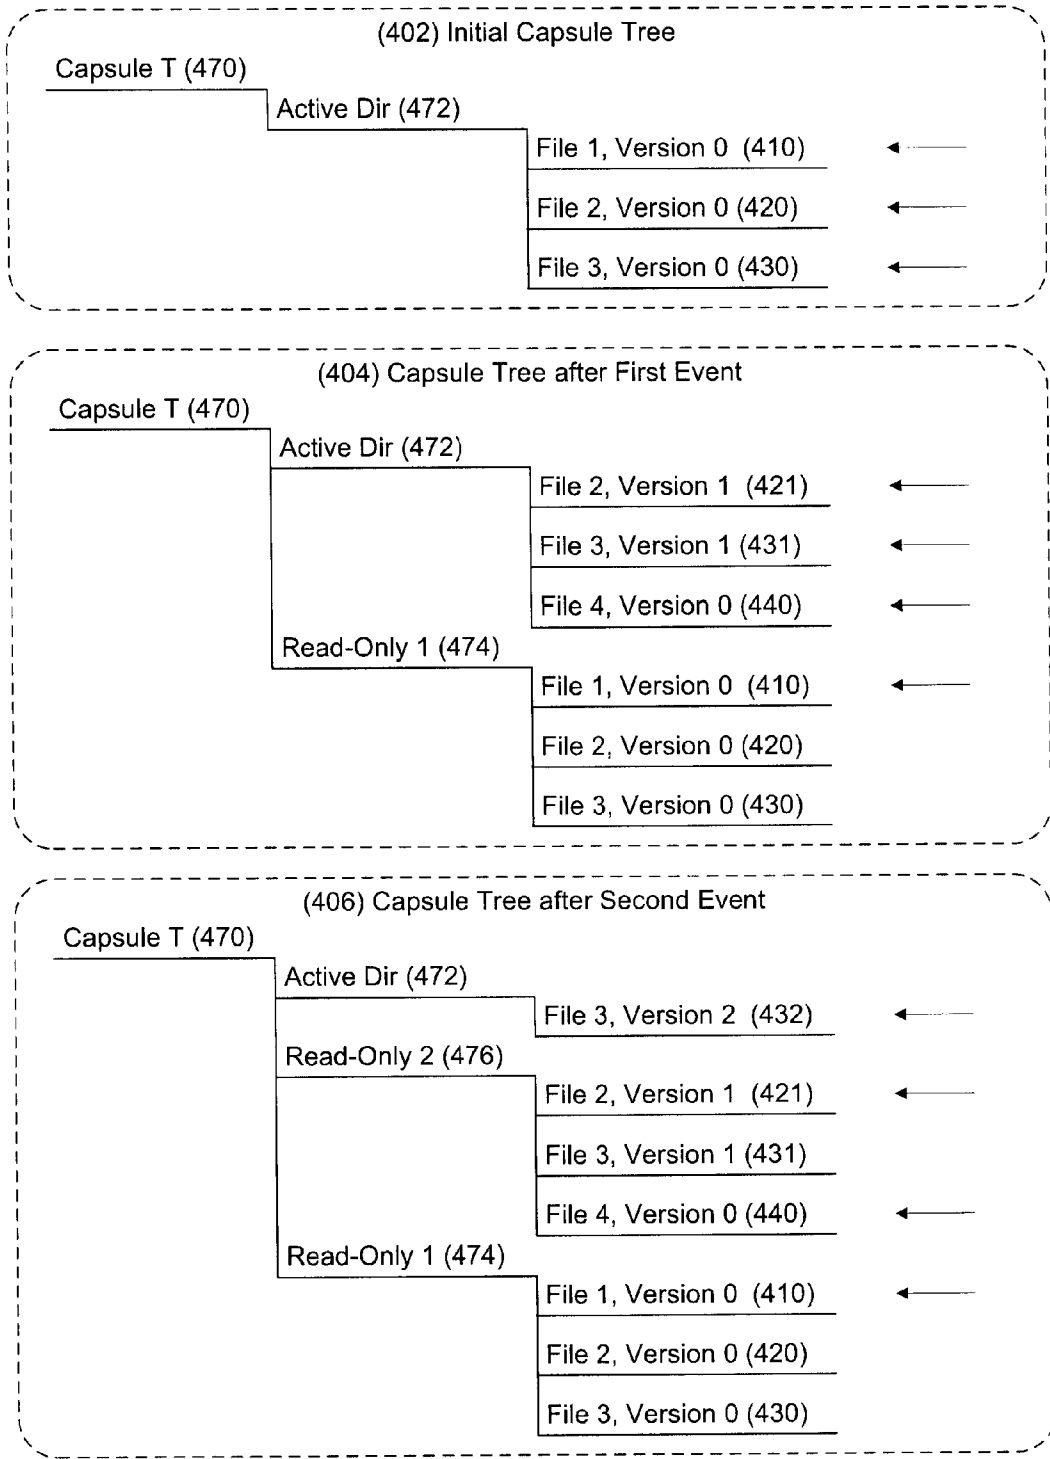 (402) Initial Capsule Tree
Capsule T (470)
Active Dir (472)
File 1, Version 0 (410)
File 2, Version 0 (420)
File 3, Version 0 (430)
(404) Capsule Tree after First Event
Capsule T (470)
Active Dir (472)
File 2, Version 1 (421)
File 3, Version 1 (431)
File 4, Version 0 (440)
Read-Only 1 (474)
File 1, Version 0 (410)
File 2, Version 0 (420)
File 3, Version 0 (430)
(406) Capsule Tree after Second Event
Capsule T (470)
Active Dir (472)
File 3, Version 2 (432)
Read-Only 2 (476)
File 2, Version 1 (421)
File 3, Version 1 (431)
File 4, Version 0 (440)
Read-Only 1 (474)
File 1, Version 0 (410)
File 2, Version 0 (420)
File 3, Version 0 (430)